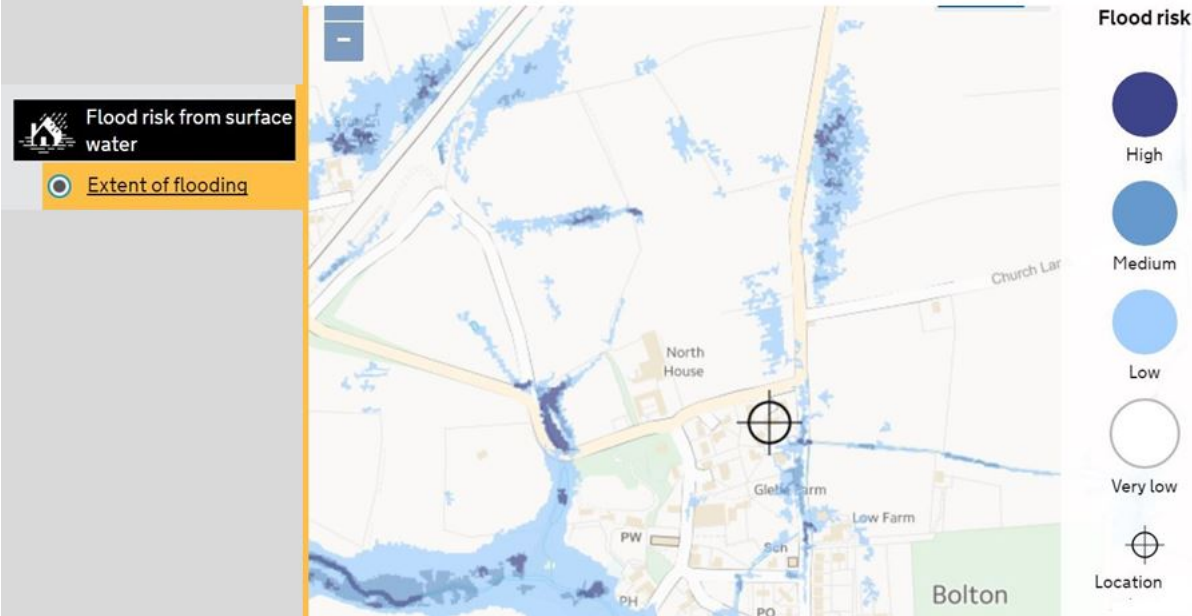 Flood risk
Flood risk from surface
water
Extent of flooding
High
Medium
Church Lan
Low
North
House
Very low
Glebe Farm
Low Farm
PW
Sch
Location
Bolton
PH
PO